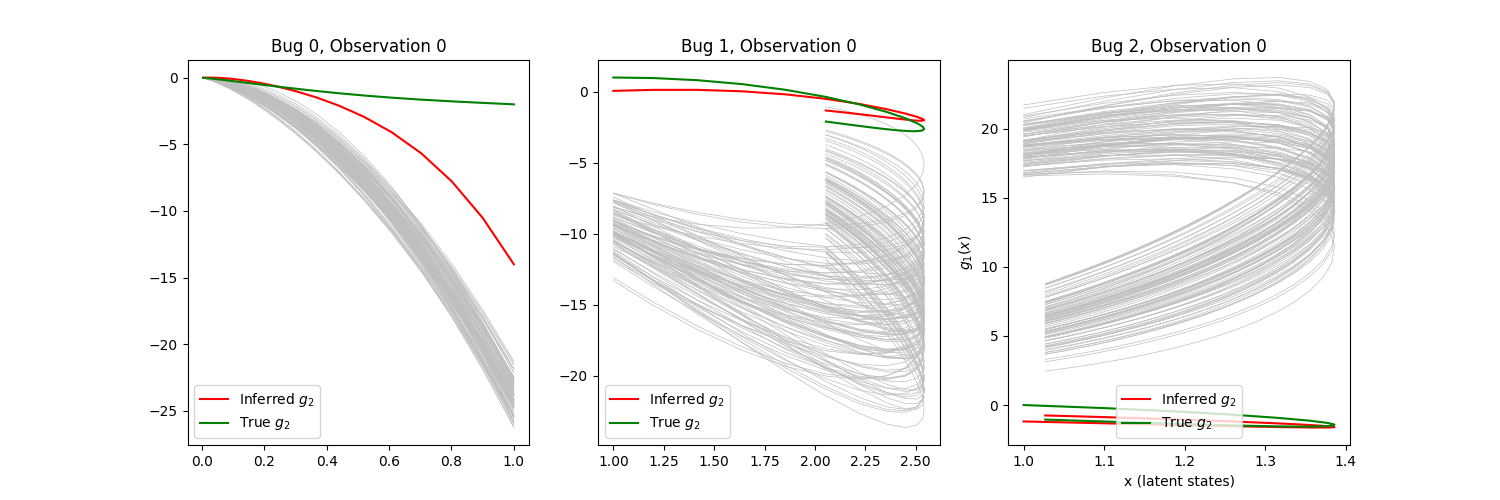 Bug 0, Observation 0
0
−5
−10
−15
−20
−25
0.0 0.2 0.4 0.6 0.8 1.0
Inferred g₂
True g₂
Bug 1, Observation 0
0
−5
−10
−15
−20
1.00 1.25 1.50 1.75 2.00 2.25 2.50
Inferred g₂
True g₂
Bug 2, Observation 0
g₁(x)
20
15
10
5
0
1.0 1.1 1.2 1.3 1.4
x (latent states)
Inferred g₂
True g₂